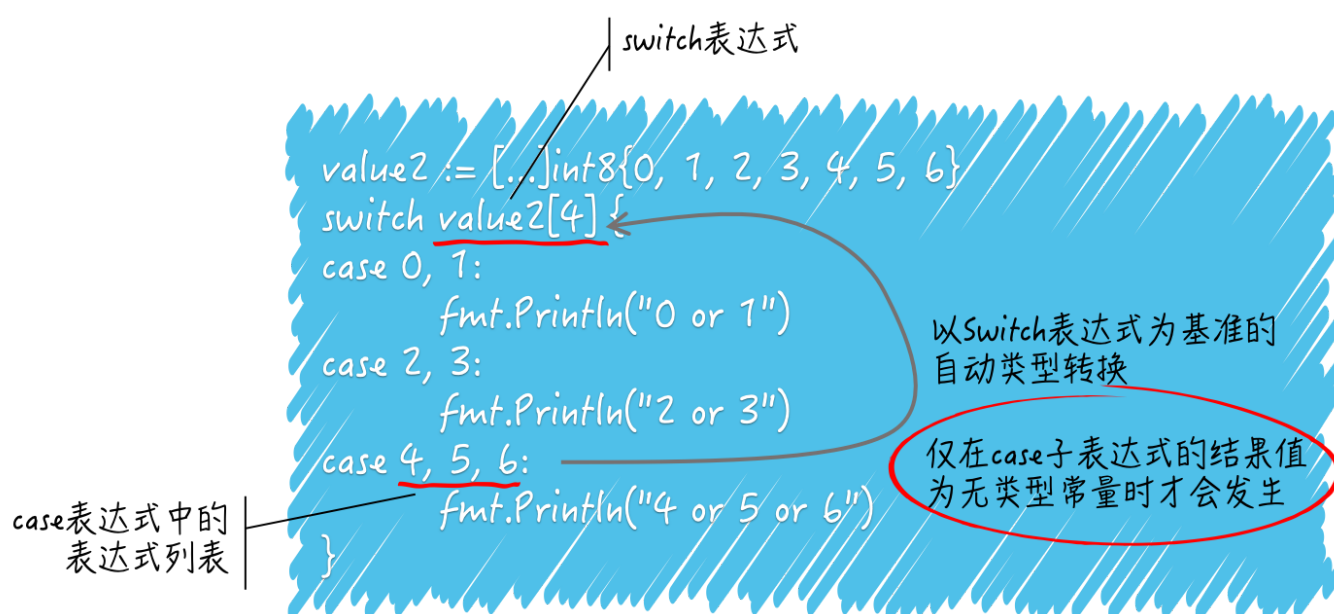 switch表达式
value2 := [...]int8{0, 1, 2, 3, 4, 5, 6}
switch value2[4] {
case 0, 1:
fmt.Println("0 or 1")
case 2, 3:
fmt.Println("2 or 3")
case 4, 5, 6:
fmt.Println("4 or 5 or 6")
}
以Switch表达式为基准的
自动类型转换
仅在case子表达式的结果值
为无类型常量时才会发生
case表达式中的
表达式列表